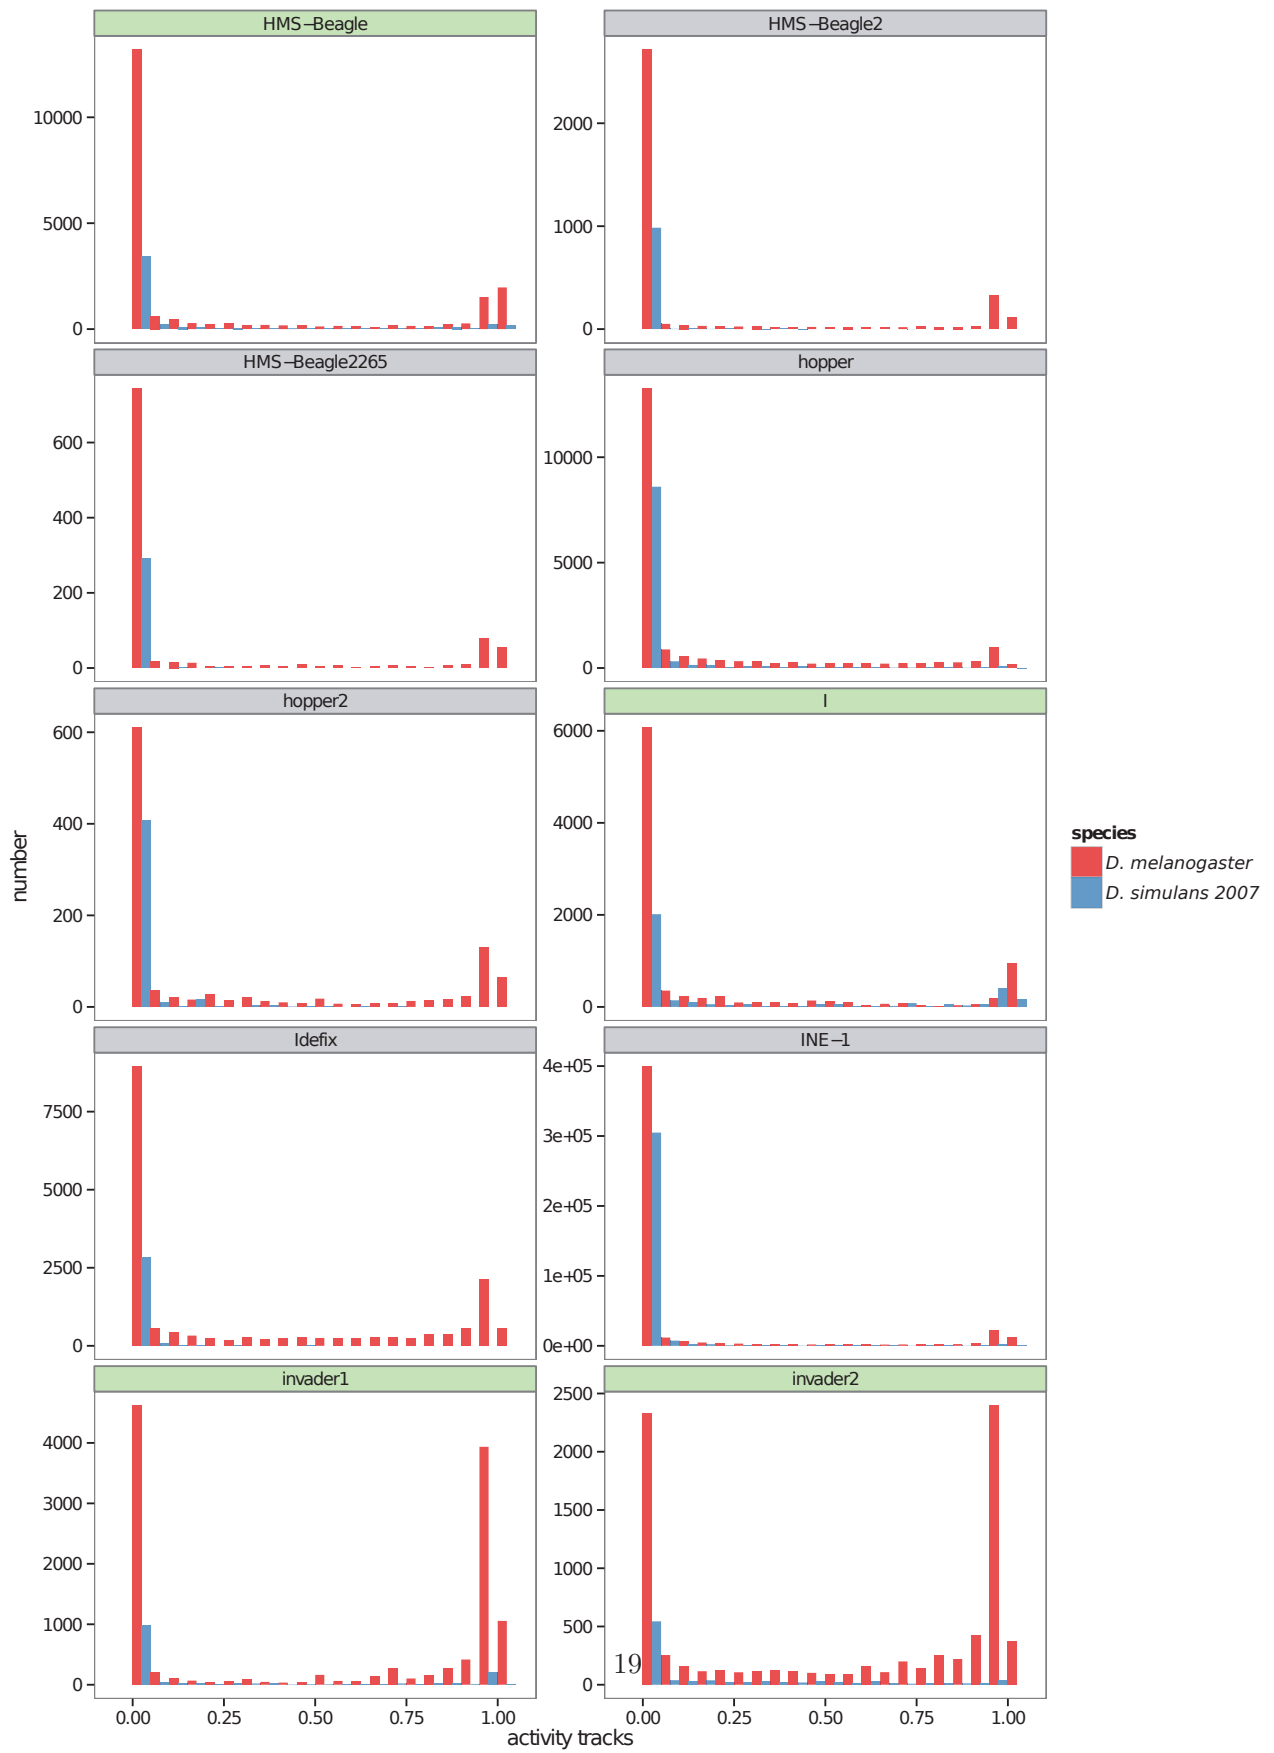 HMS−Beagle
HMS−Beagle2
10000
5000
0
2000
1000
0
HMS−Beagle2265
hopper
600
400
200
0
10000
5000
0
hopper2
I
600
400
200
0
6000
4000
2000
0
Idefix
INE−1
7500
5000
2500
0
4e+05
3e+05
2e+05
1e+05
0e+00
invader1
invader2
4000
3000
2000
1000
0
2500
2000
1500
1000
500
0
19
0.00 0.25 0.50 0.75 1.00
0.00 0.25 0.50 0.75 1.00
activity tracks
number
species
D. melanogaster
D. simulans 2007